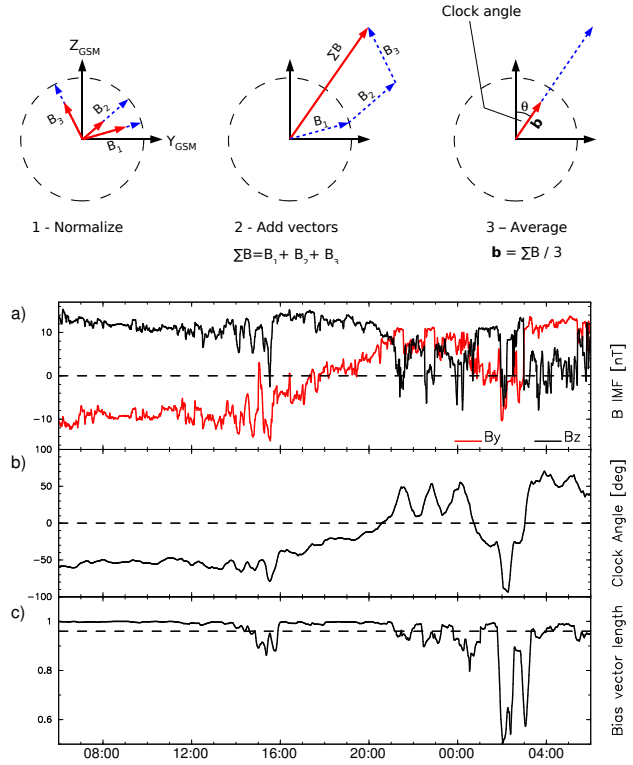 Clock angle
Z_GSM
Y_GSM
B_3
B_2
B_1
ΣB
B_3
B_2
B_1
θ
b
1 - Normalize
2 - Add vectors
3 – Average
∑B=B_1+ B_2+ B_3
b = ∑B / 3
a)
10
0
−10
By
Bz
B IMF [nT]
b)
100
50
0
−50
−100
Clock Angle [deg]
c)
1
0.8
0.6
Bias vector length
08:00
12:00
16:00
20:00
00:00
04:00